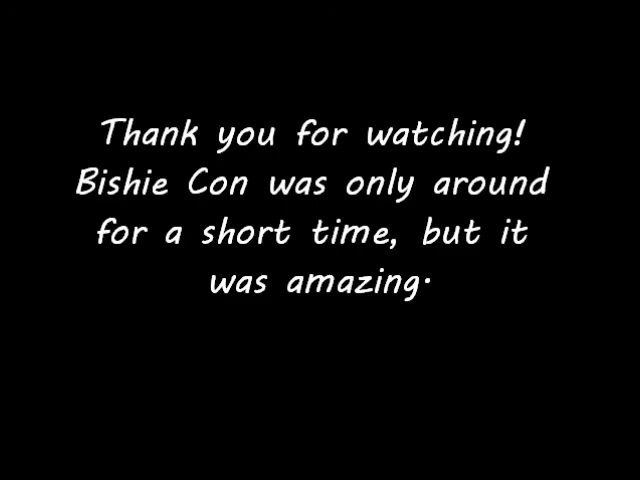 Thank you for watching!
Bishie Con was only around
for a short time, but it
was amazing.